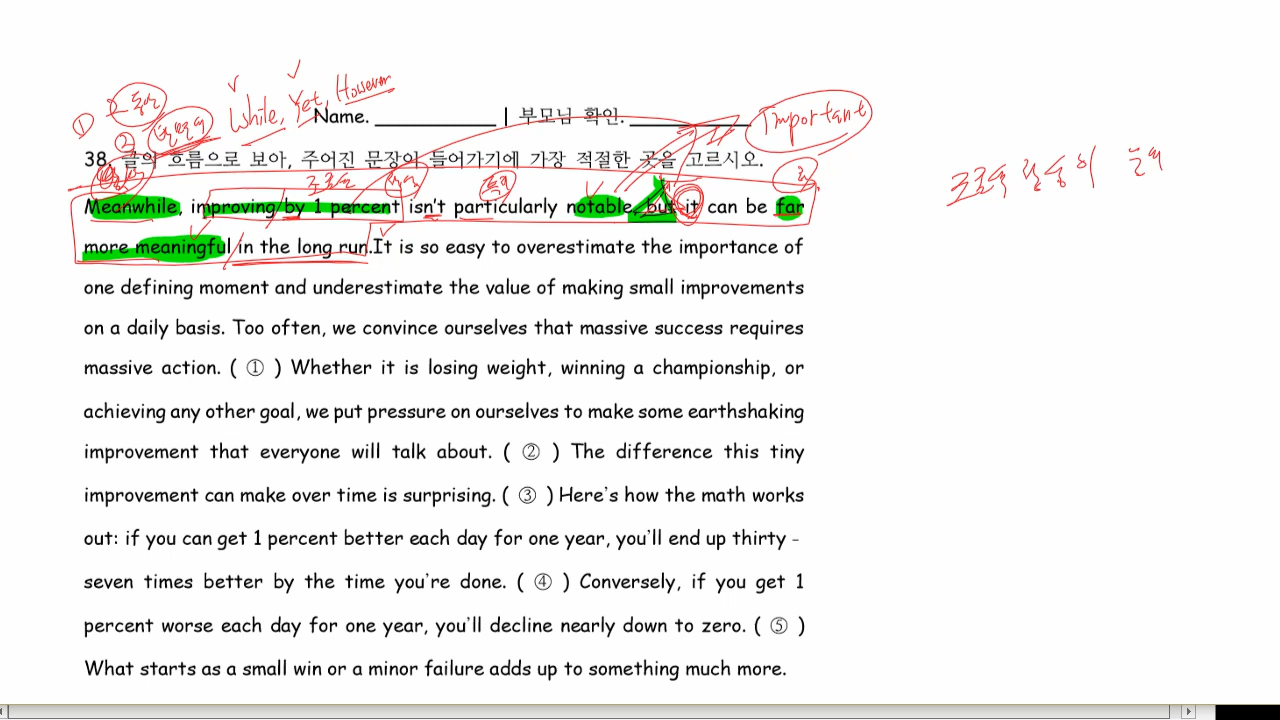 While, Yet, However
Name. ____________ | 부모님 확인. ____________
Important
38. 글의 흐름으로 보아, 주어진 문장이 들어가기에 가장 적절한 곳을 고르시오.
Meanwhile, improving by 1 percent isn't particularly notable, but it can be far
more meaningful in the long run.It is so easy to overestimate the importance of
one defining moment and underestimate the value of making small improvements
on a daily basis. Too often, we convince ourselves that massive success requires
massive action. ( ① ) Whether it is losing weight, winning a championship, or
achieving any other goal, we put pressure on ourselves to make some earthshaking
improvement that everyone will talk about. ( ② ) The difference this tiny
improvement can make over time is surprising. ( ③ ) Here's how the math works
out: if you can get 1 percent better each day for one year, you'll end up thirty -
seven times better by the time you're done. ( ④ ) Conversely, if you get 1
percent worse each day for one year, you'll decline nearly down to zero. ( ⑤ )
What starts as a small win or a minor failure adds up to something much more.